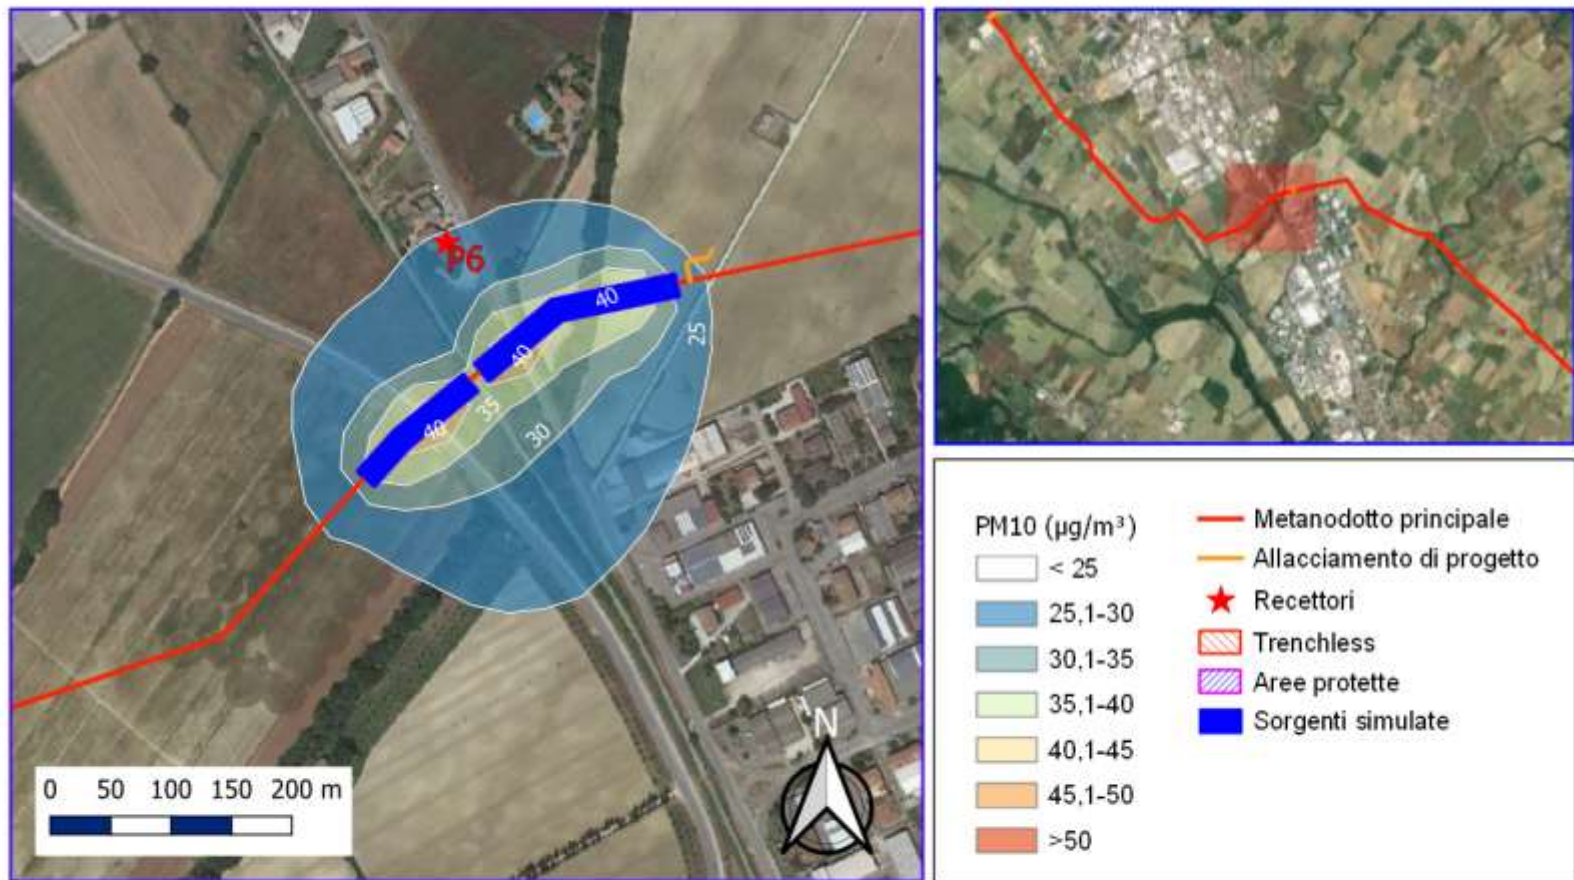 P6
40
25
40
35
40
30
N
0 50 100 150 200 m
PM10 (µg/m³)
< 25
25,1-30
30,1-35
35,1-40
40,1-45
45,1-50
>50
Metanodotto principale
Allacciamento di progetto
Recettori
Trenchless
Aree protette
Sorgenti simulate